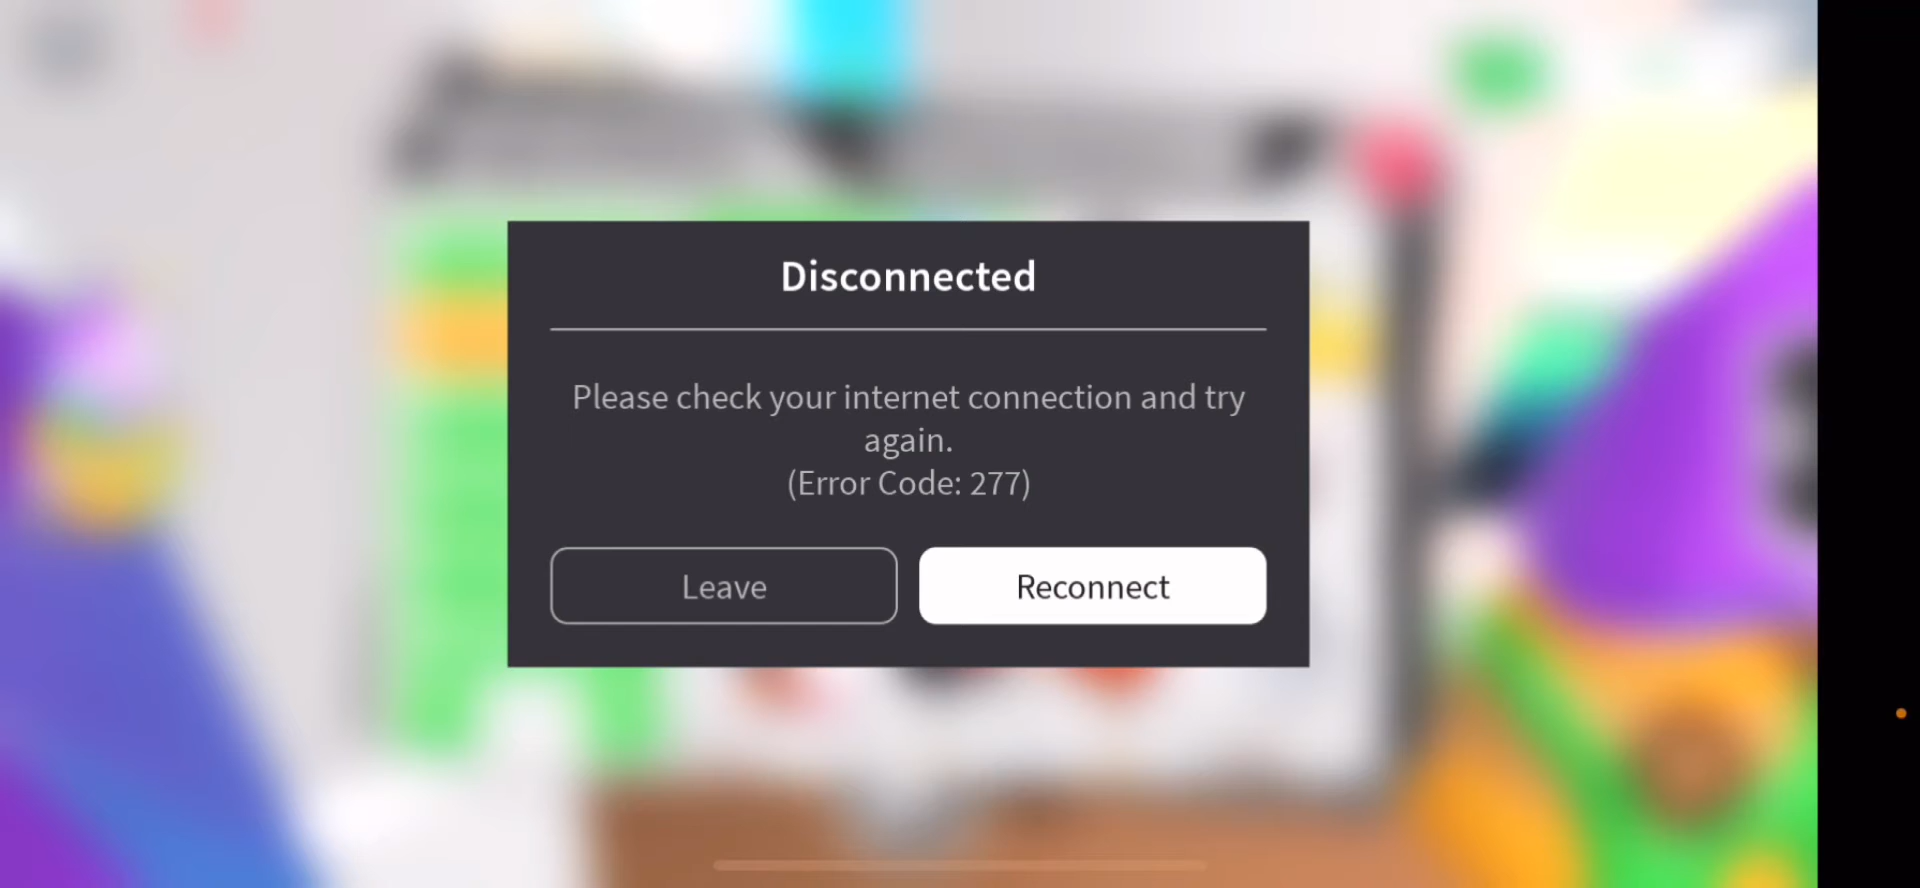 Disconnected
Please check your internet connection and try
again.
(Error Code: 277)
Leave
Reconnect